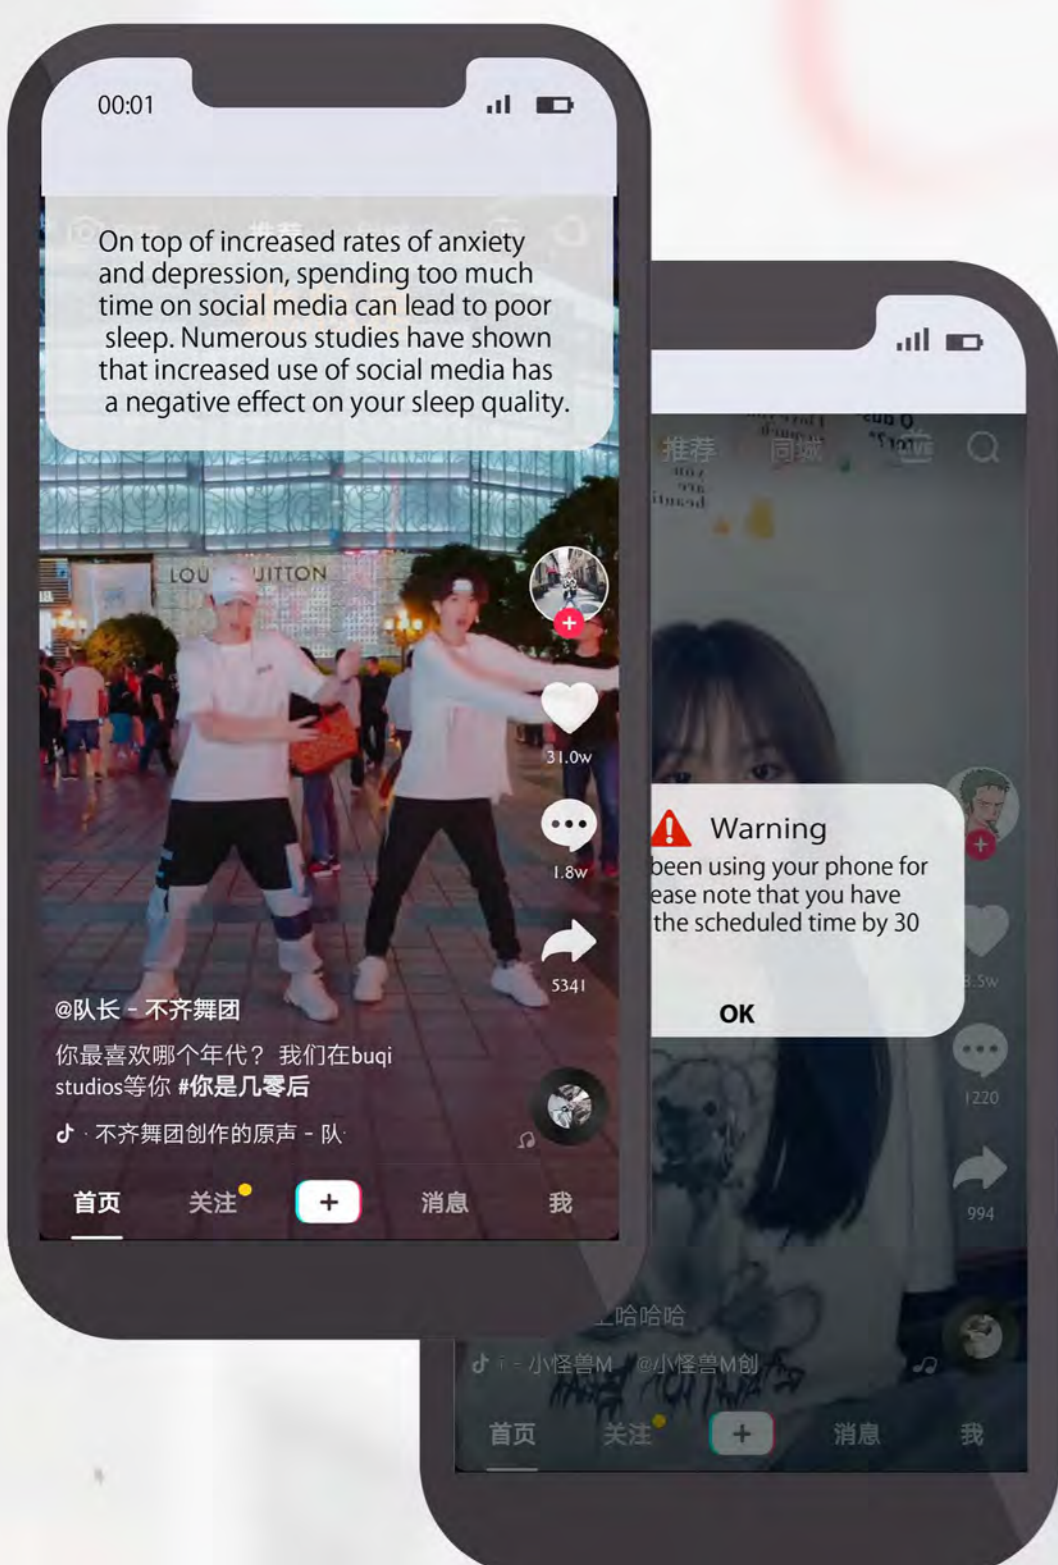 00:01
On top of increased rates of anxiety
and depression, spending too much
time on social media can lead to poor
sleep. Numerous studies have shown
that increased use of social media has
a negative effect on your sleep quality.
LOU UITTON
31.0w
1.8w
5341
@队长 - 不齐舞团
你最喜欢哪个年代？ 我们在buqi
studios等你 #你是几零后
不齐舞团创作的原声 - 队
首页 关注 + 消息 我
推荐 同城 LIVE
you
are
Warning
been using your phone for
ease note that you have
the scheduled time by 30
OK
3.5w
1220
994
哈哈哈
- 小怪兽M @小怪兽M创
首页 关注 + 消息 我